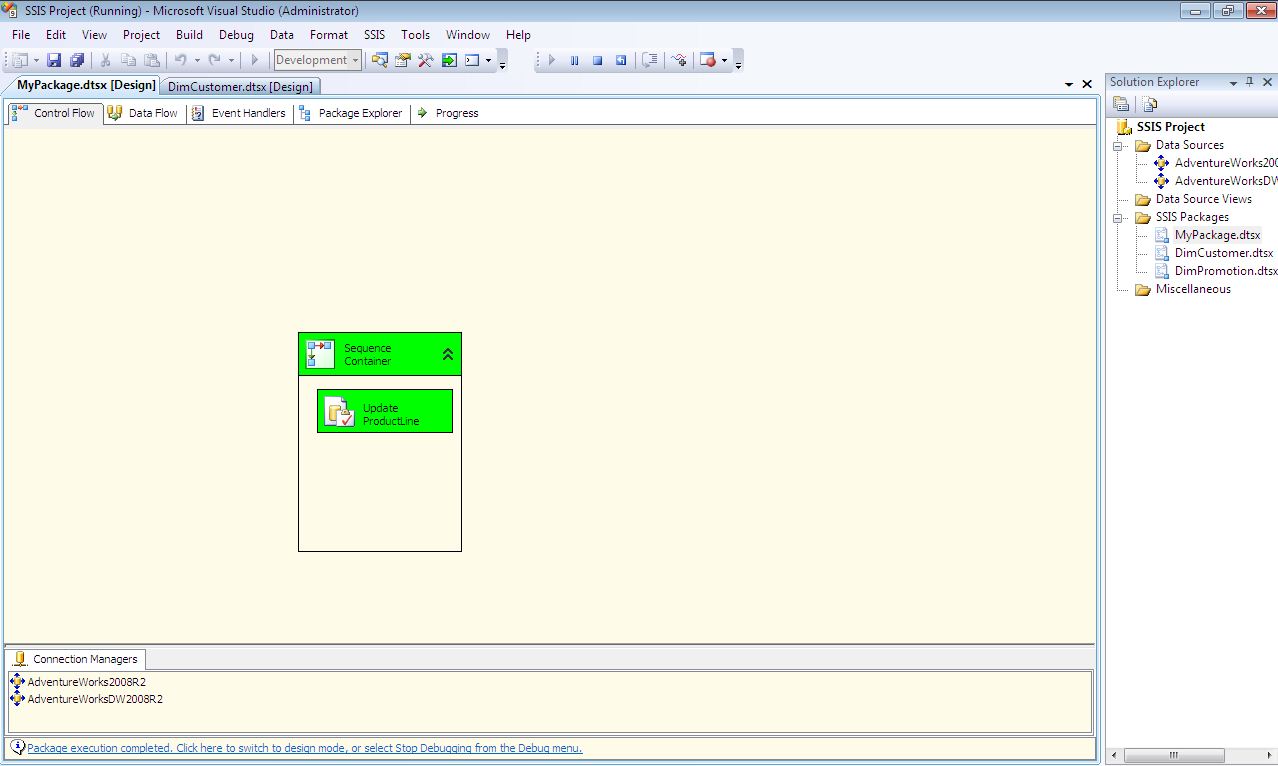 SSIS Project (Running) - Microsoft Visual Studio (Administrator)
File Edit View Project Build Debug Data Format SSIS Tools Window Help
Development
MyPackage.dtsx [Design] DimCustomer.dtsx [Design]
Control Flow Data Flow Event Handlers Package Explorer Progress
Sequence
Container
Update
ProductLine
Connection Managers
AdventureWorks2008R2
AdventureWorksDW2008R2
Package execution completed. Click here to switch to design mode, or select Stop Debugging from the Debug menu.
Solution Explorer
SSIS Project
Data Sources
AdventureWorks200
AdventureWorksDW
Data Source Views
SSIS Packages
MyPackage.dtsx
DimCustomer.dtsx
DimPromotion.dtsx
Miscellaneous